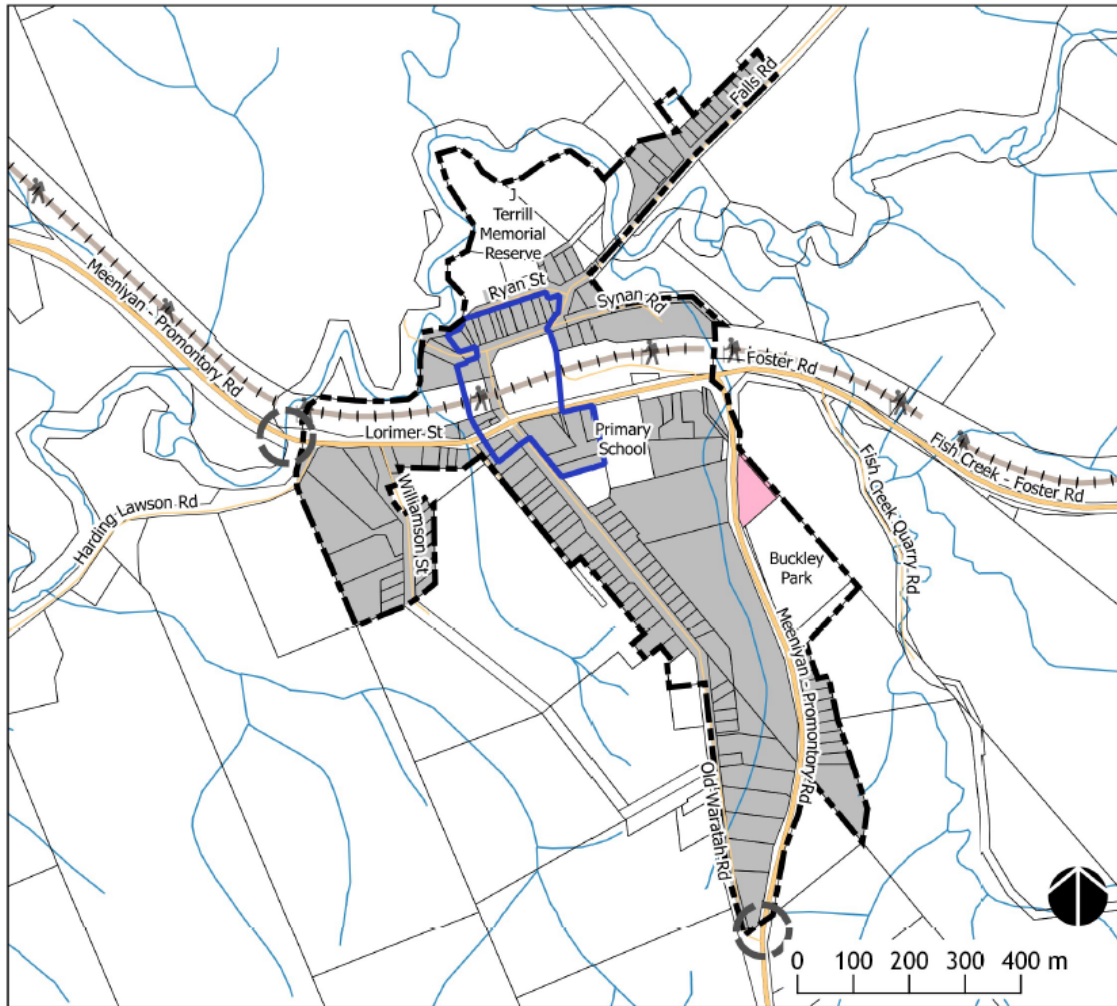 Falls Rd
J
Terrill
Memorial
Reserve
Ryan St
Synan Rd
Meeniyan - Promontory Rd
Foster Rd
Lorimer St
Primary
School
Fish Creek - Foster Rd
Harding Lawson Rd
Williamson St
Fish Creek Quarry Rd
Buckley
Park
Meeniyan - Promontory Rd
Old Waratah Rd
0 100 200 300 400 m